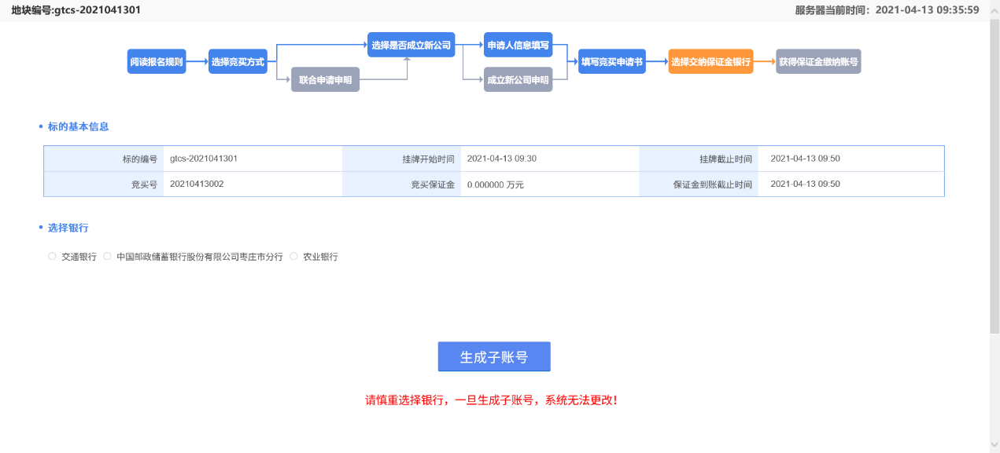 地块编号:gtcs-2021041301 服务器当前时间：2021-04-13 09:35:59
选择是否成立新公司 申请人信息填写
阅读报名规则 选择竞买方式 填写竞买申请书 选择交纳保证金银行 获得保证金缴纳账号
联合申请申明 成立新公司申明
• 标的基本信息
标的编号 gtcs-2021041301 挂牌开始时间 2021-04-13 09:30 挂牌截止时间 2021-04-13 09:50
竞买号 20210413002 竞买保证金 0.000000 万元 保证金到账截止时间 2021-04-13 09:50
• 选择银行
交通银行 中国邮政储蓄银行股份有限公司枣庄市分行 农业银行
生成子账号
请慎重选择银行，一旦生成子账号，系统无法更改！